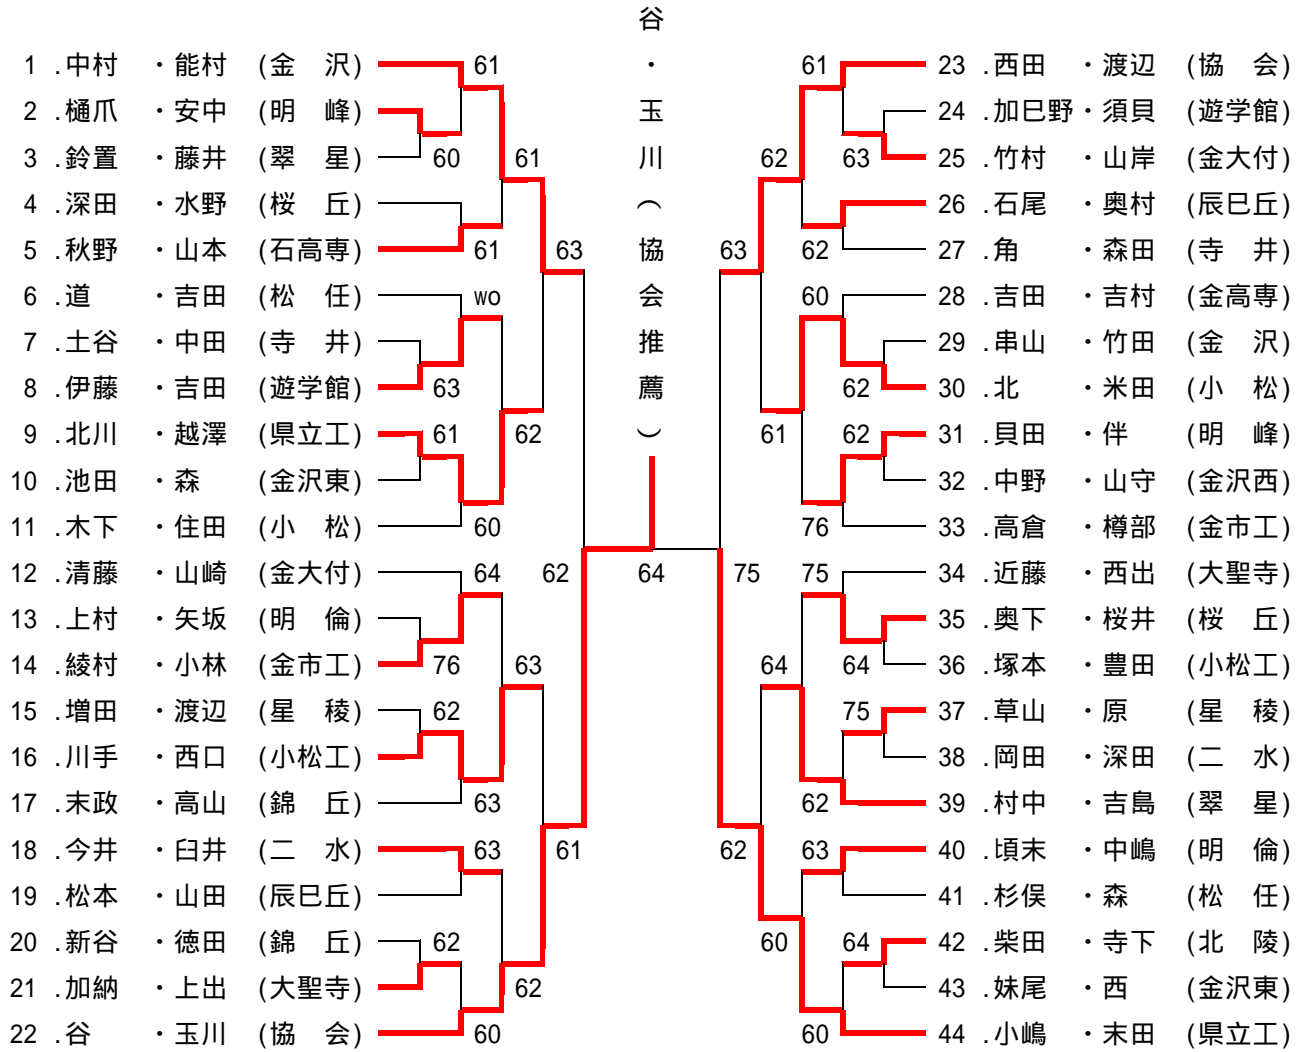 谷・玉川（協会推薦）
1 .中村 ・能村 (金 沢)
2 .樋爪 ・安中 (明 峰)
3 .鈴置 ・藤井 (翠 星)
4 .深田 ・水野 (桜 丘)
5 .秋野 ・山本 (石高専)
6 .道 ・吉田 (松 任)
7 .土谷 ・中田 (寺 井)
8 .伊藤 ・吉田 (遊学館)
9 .北川 ・越澤 (県立工)
10 .池田 ・森 (金沢東)
11 .木下 ・住田 (小 松)
12 .清藤 ・山崎 (金大付)
13 .上村 ・矢坂 (明 倫)
14 .綾村 ・小林 (金市工)
15 .増田 ・渡辺 (星 稜)
16 .川手 ・西口 (小松工)
17 .末政 ・高山 (錦 丘)
18 .今井 ・臼井 (二 水)
19 .松本 ・山田 (辰巳丘)
20 .新谷 ・徳田 (錦 丘)
21 .加納 ・上出 (大聖寺)
22 .谷 ・玉川 (協 会)
61
60
61
61
63
wo
63
61
62
60
64
62
76
63
62
63
63
61
62
62
60
64
61
62
63
63
62
60
62
61
62
76
75
75
64
64
75
62
62
63
60
64
60
23 .西田 ・渡辺 (協 会)
24 .加巳野・須貝 (遊学館)
25 .竹村 ・山岸 (金大付)
26 .石尾 ・奥村 (辰巳丘)
27 .角 ・森田 (寺 井)
28 .吉田 ・吉村 (金高専)
29 .串山 ・竹田 (金 沢)
30 .北 ・米田 (小 松)
31 .貝田 ・伴 (明 峰)
32 .中野 ・山守 (金沢西)
33 .高倉 ・樽部 (金市工)
34 .近藤 ・西出 (大聖寺)
35 .奥下 ・桜井 (桜 丘)
36 .塚本 ・豊田 (小松工)
37 .草山 ・原 (星 稜)
38 .岡田 ・深田 (二 水)
39 .村中 ・吉島 (翠 星)
40 .頃末 ・中嶋 (明 倫)
41 .杉俣 ・森 (松 任)
42 .柴田 ・寺下 (北 陵)
43 .妹尾 ・西 (金沢東)
44 .小嶋 ・末田 (県立工)